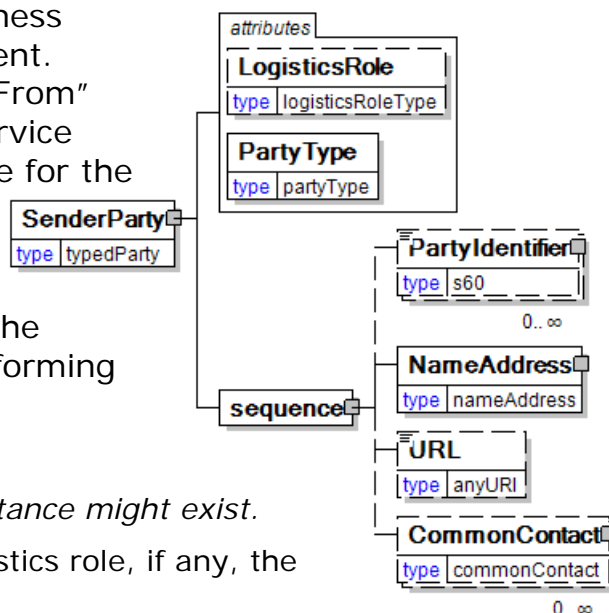 ness
ent.
From”
rvice
e for the
he
forming
tance might exist.
stics role, if any, the
attributes
LogisticsRole
type logisticsRoleType
PartyType
type partyType
SenderParty
type typedParty
sequence
PartyIdentifier
type s60
0.. ∞
NameAddress
type nameAddress
URL
type anyURI
CommonContact
type commonContact
0.. ∞